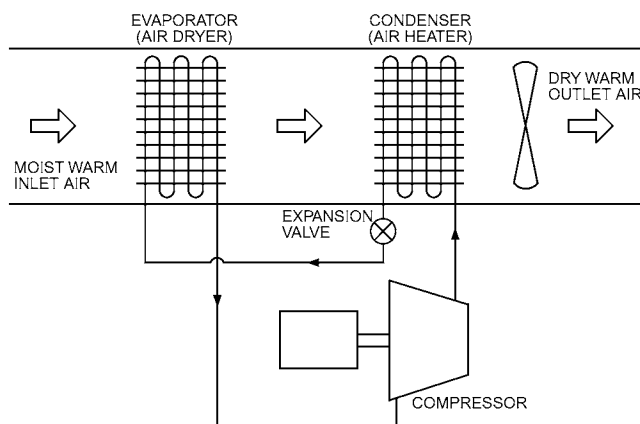 EVAPORATOR
(AIR DRYER)
CONDENSER
(AIR HEATER)
DRY WARM
OUTLET AIR
MOIST WARM
INLET AIR
EXPANSION
VALVE
COMPRESSOR